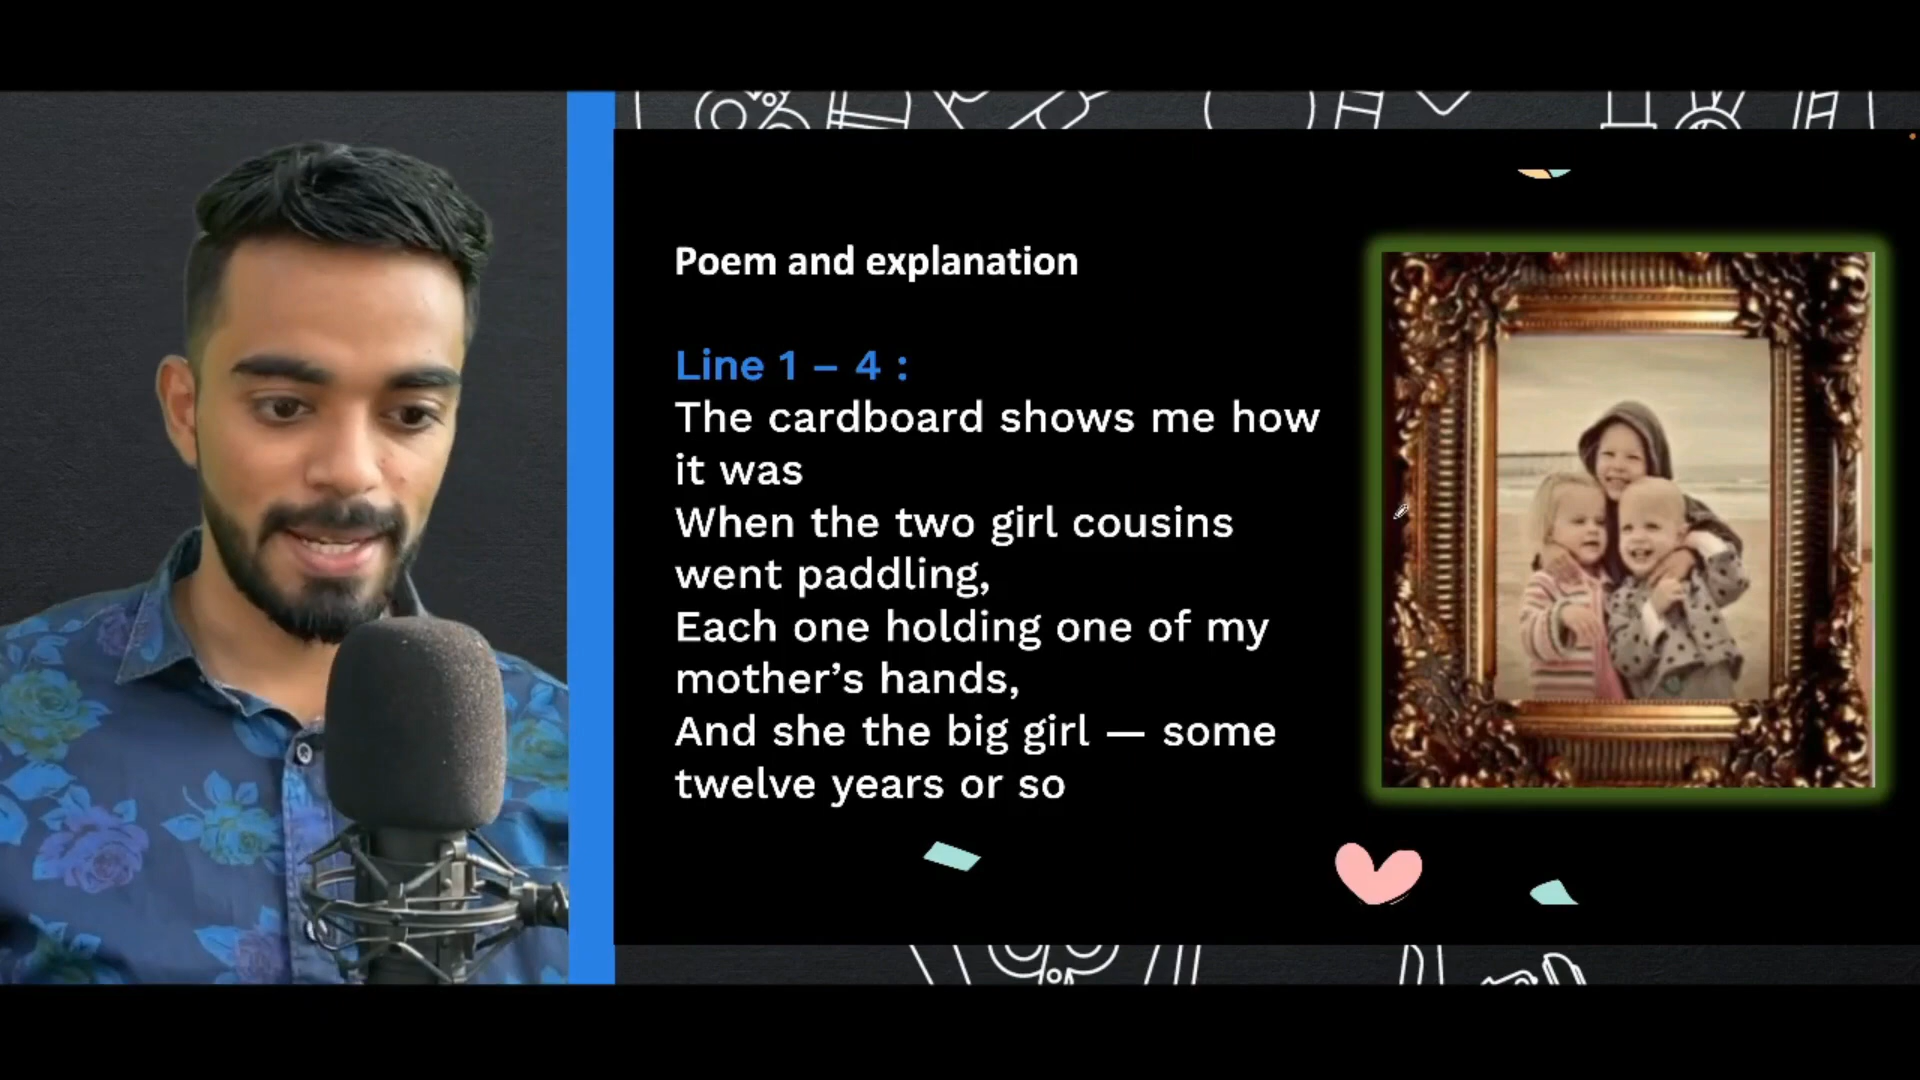 Poem and explanation
Line 1 – 4 :
The cardboard shows me how
it was
When the two girl cousins
went paddling,
Each one holding one of my
mother’s hands,
And she the big girl — some
twelve years or so